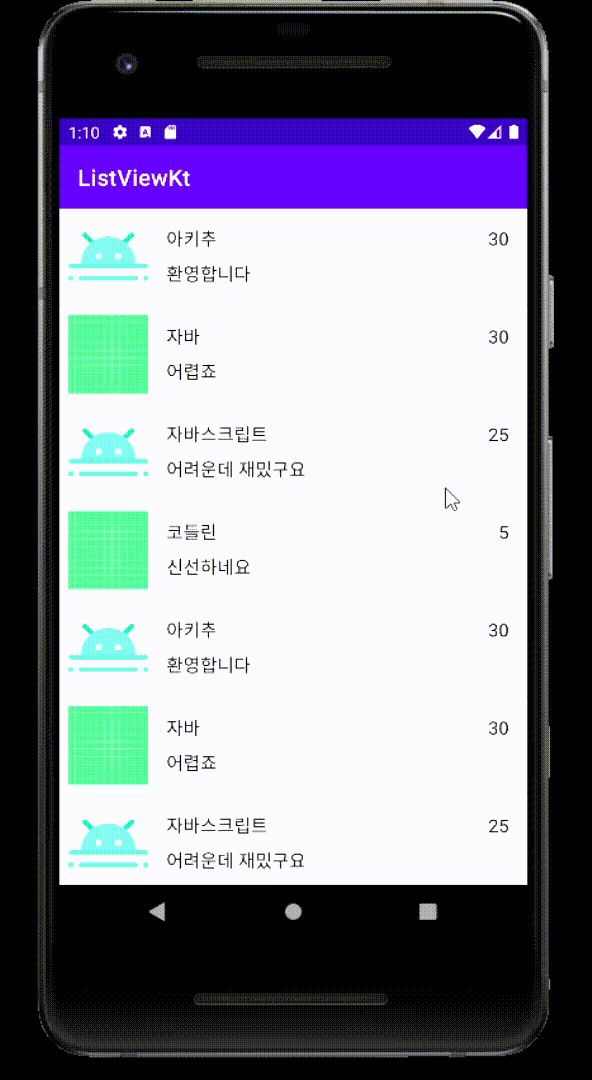 1:10
ListViewKt
아키추 30
환영합니다
자바 30
어렵죠
자바스크립트 25
어려운데 재밌구요
코틀린 5
신선하네요
아키추 30
환영합니다
자바 30
어렵죠
자바스크립트 25
어려운데 재밌구요